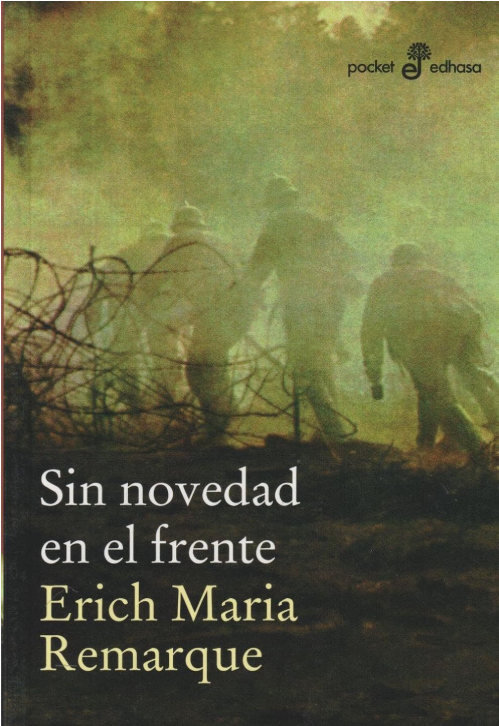 pocket edhasa
Sin novedad
en el frente
Erich Maria
Remarque